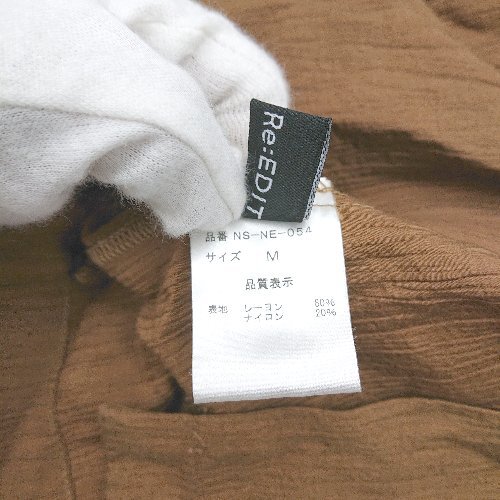 Re:EDIT
品番 NS-NE-054
サイズ M
品質表示
表地 レーヨン 80%
ナイロン 20%